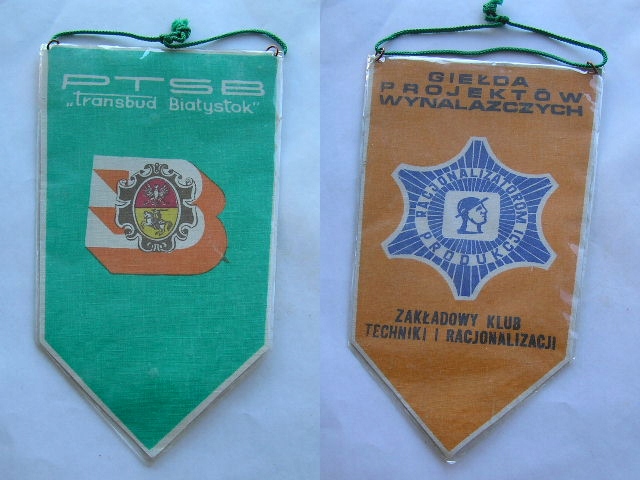 PTSB
„transbud Białystok"
B
GIEŁDA
PROJEKTÓW
WYNALAZCZYCH
RACJONALIZATOROM
PRODUKCJI
ZAKŁADOWY KLUB
TECHNIKI I RACJONALIZACJI